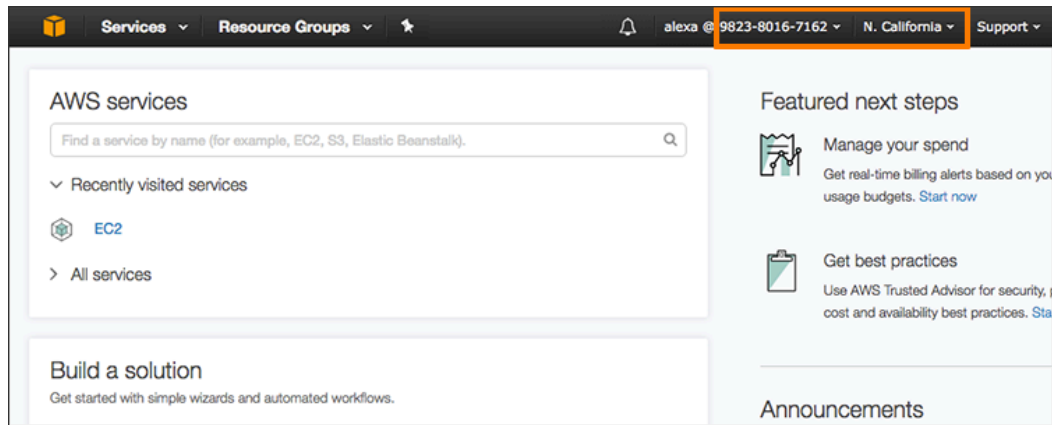 Services Resource Groups alexa @ 9823-8016-7162 N. California Support
AWS services
Find a service by name (for example, EC2, S3, Elastic Beanstalk).
Recently visited services
EC2
All services
Build a solution
Get started with simple wizards and automated workflows.
Featured next steps
Manage your spend
Get real-time billing alerts based on you
usage budgets. Start now
Get best practices
Use AWS Trusted Advisor for security,
cost and availability best practices. Sta
Announcements